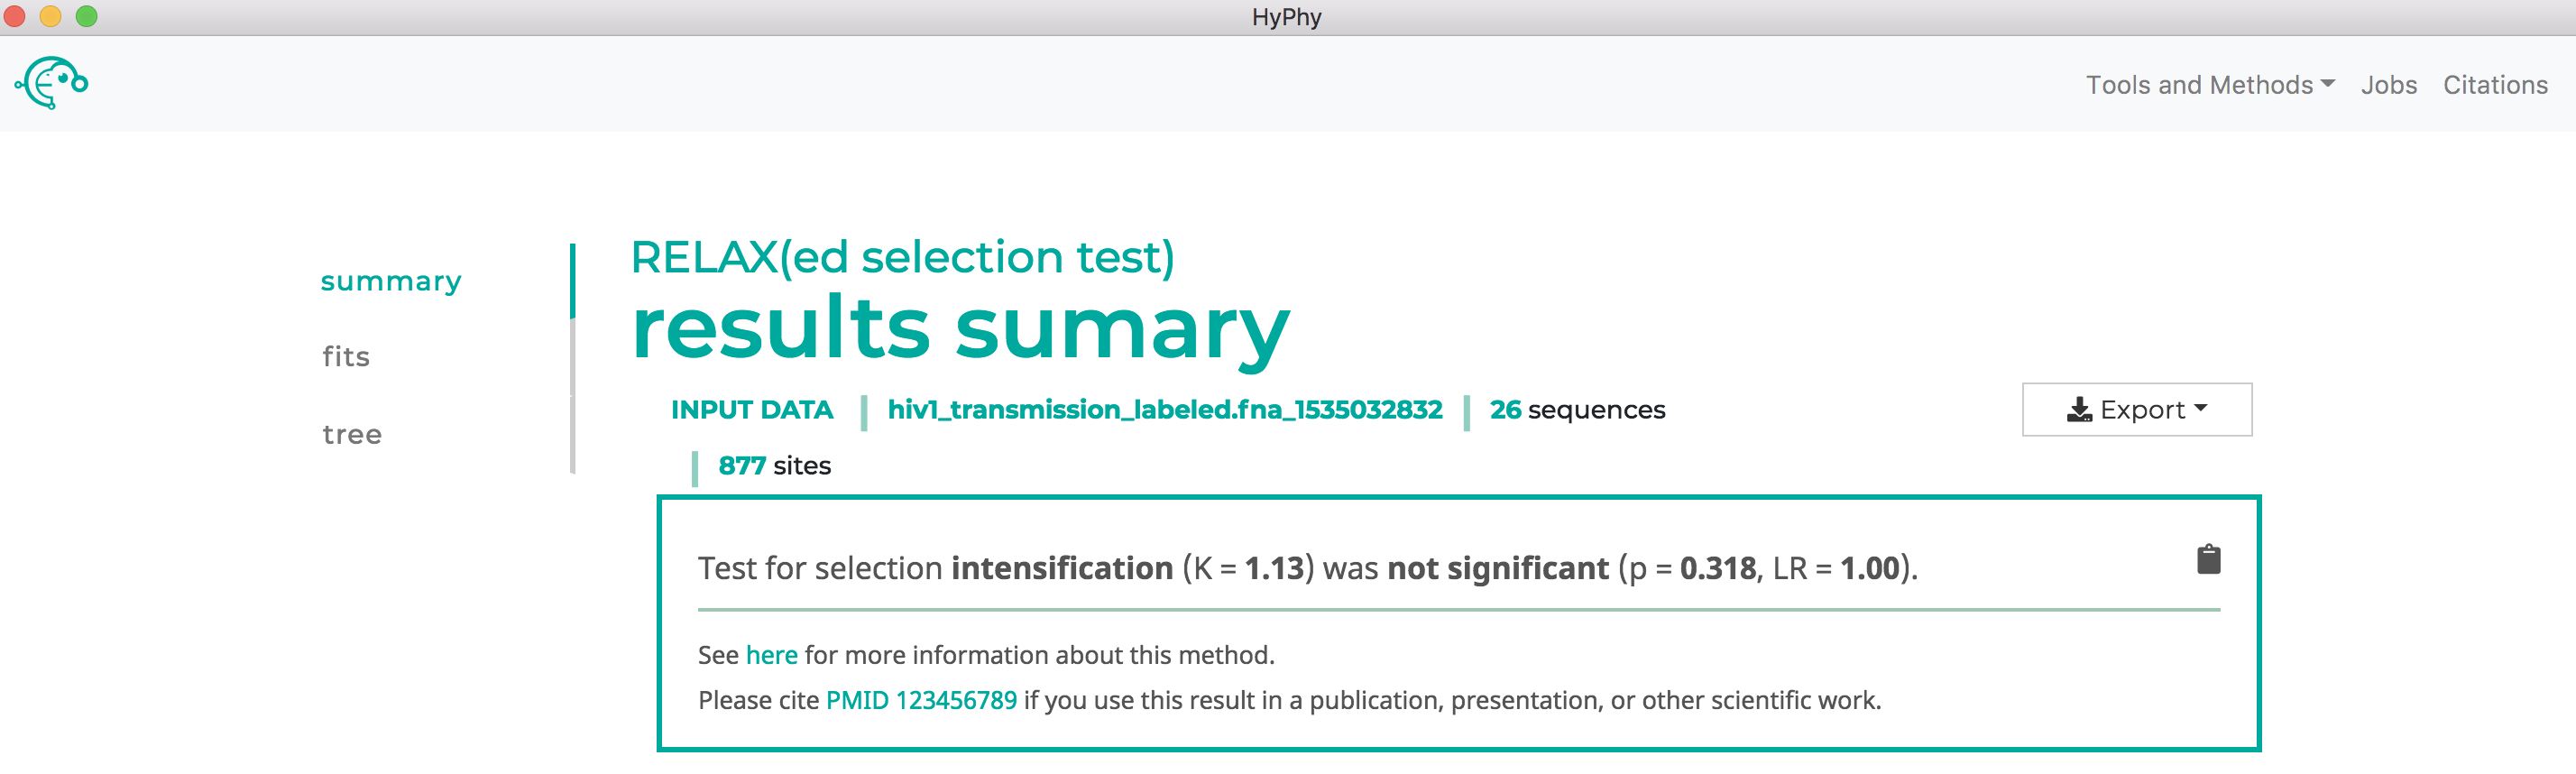 HyPhy
Tools and Methods Jobs Citations
summary
fits
tree
RELAX(ed selection test)
results sumary
INPUT DATA | hiv1_transmission_labeled.fna_1535032832 | 26 sequences
| 877 sites
Export
Test for selection intensification (K = 1.13) was not significant (p = 0.318, LR = 1.00).
See here for more information about this method.
Please cite PMID 123456789 if you use this result in a publication, presentation, or other scientific work.